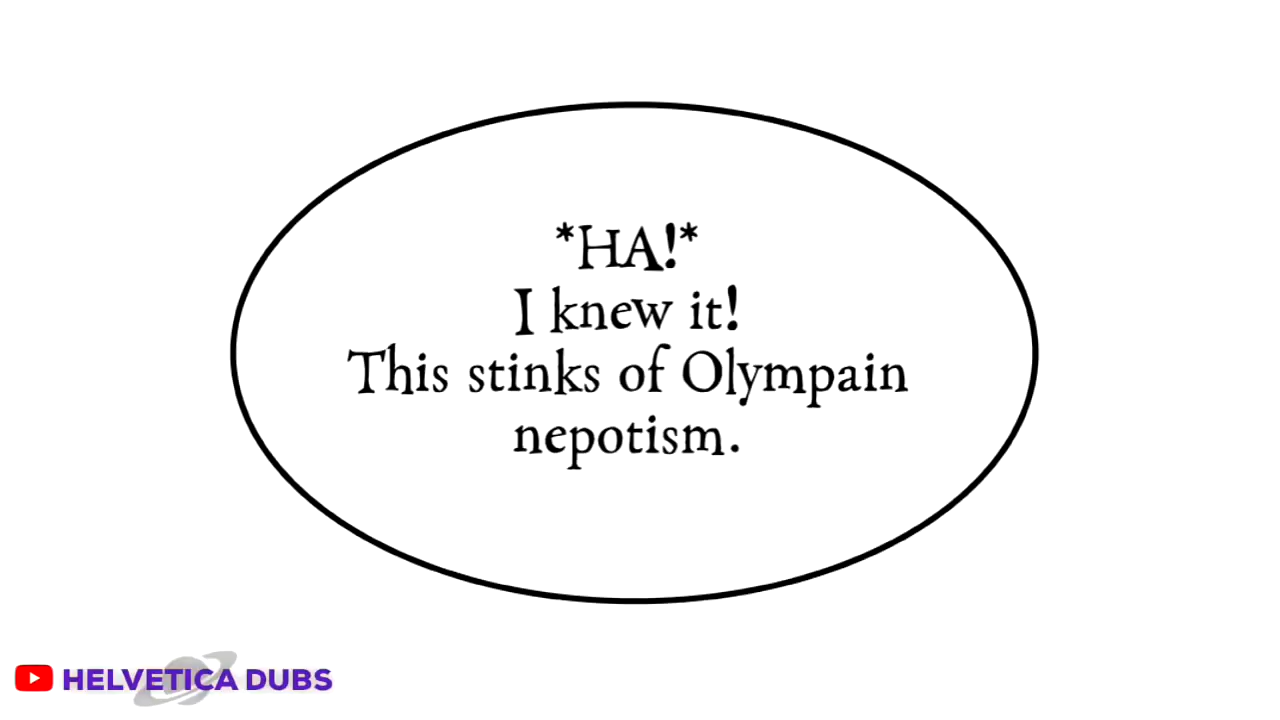 *HA!*
I knew it!
This stinks of Olympain
nepotism.
HELVETICA DUBS